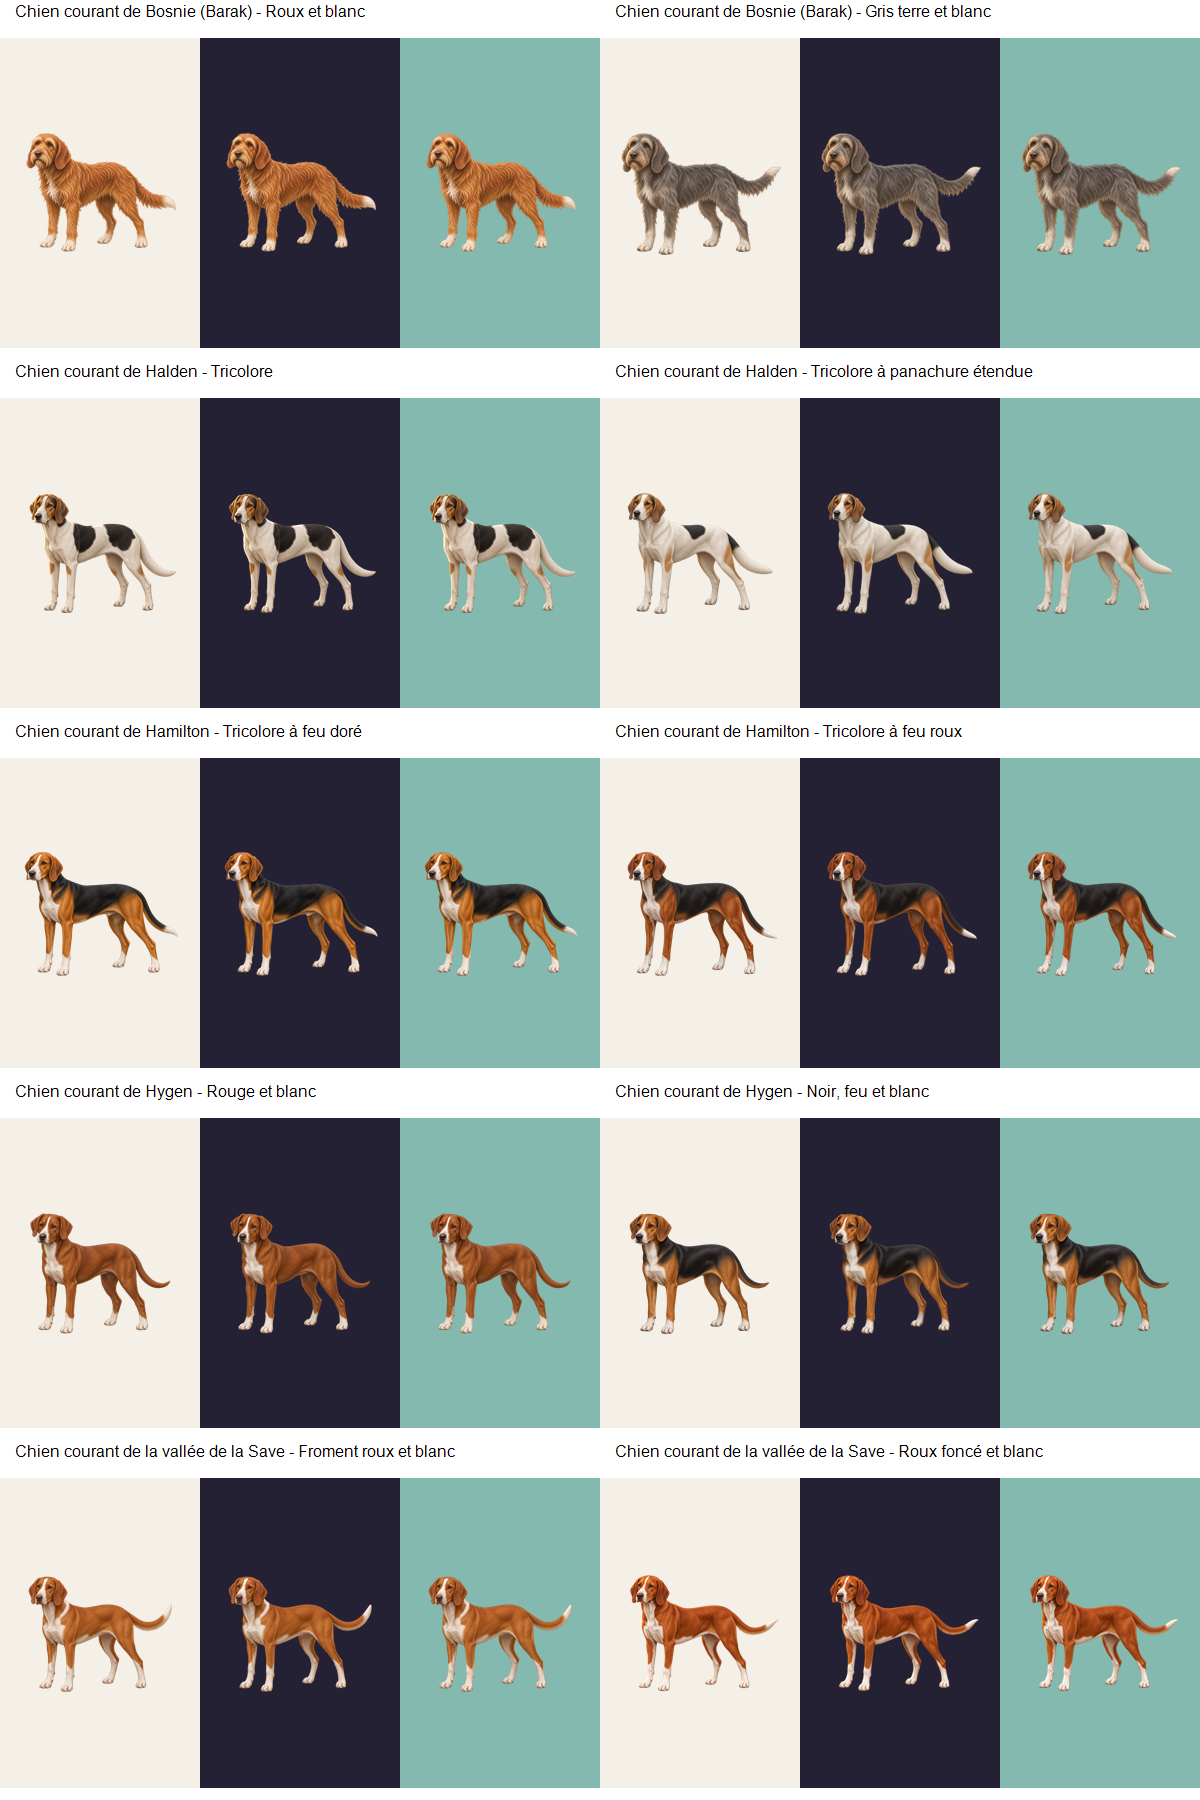 Chien courant de Bosnie (Barak) - Roux et blanc
Chien courant de Bosnie (Barak) - Gris terre et blanc
Chien courant de Halden - Tricolore
Chien courant de Halden - Tricolore à panachure étendue
Chien courant de Hamilton - Tricolore à feu doré
Chien courant de Hamilton - Tricolore à feu roux
Chien courant de Hygen - Rouge et blanc
Chien courant de Hygen - Noir, feu et blanc
Chien courant de la vallée de la Save - Froment roux et blanc
Chien courant de la vallée de la Save - Roux foncé et blanc